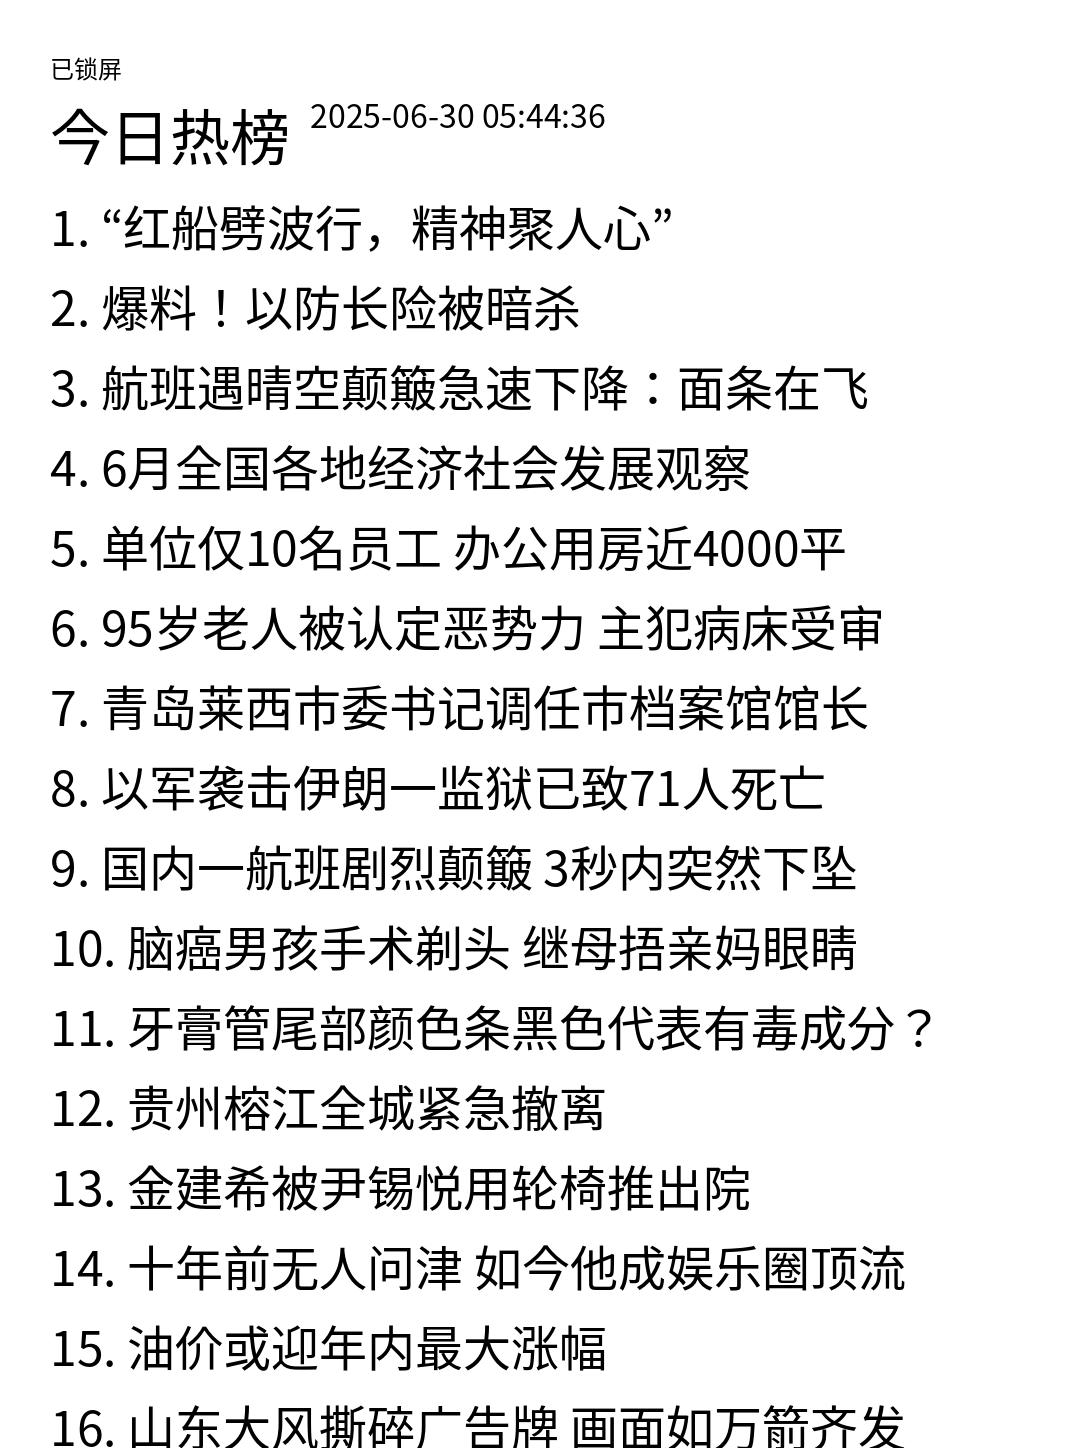 已锁屏
今日热榜 2025-06-30 05:44:36
1. “红船劈波行，精神聚人心”
2. 爆料！以防长险被暗杀
3. 航班遇晴空颠簸急速下降：面条在飞
4. 6月全国各地经济社会发展观察
5. 单位仅10名员工 办公用房近4000平
6. 95岁老人被认定恶势力 主犯病床受审
7. 青岛莱西市委书记调任市档案馆馆长
8. 以军袭击伊朗一监狱已致71人死亡
9. 国内一航班剧烈颠簸 3秒内突然下坠
10. 脑癌男孩手术剃头 继母捂亲妈眼睛
11. 牙膏管尾部颜色条黑色代表有毒成分？
12. 贵州榕江全城紧急撤离
13. 金建希被尹锡悦用轮椅推出院
14. 十年前无人问津 如今他成娱乐圈顶流
15. 油价或迎年内最大涨幅
16. 山东大风撕碎广告牌 画面如万箭齐发